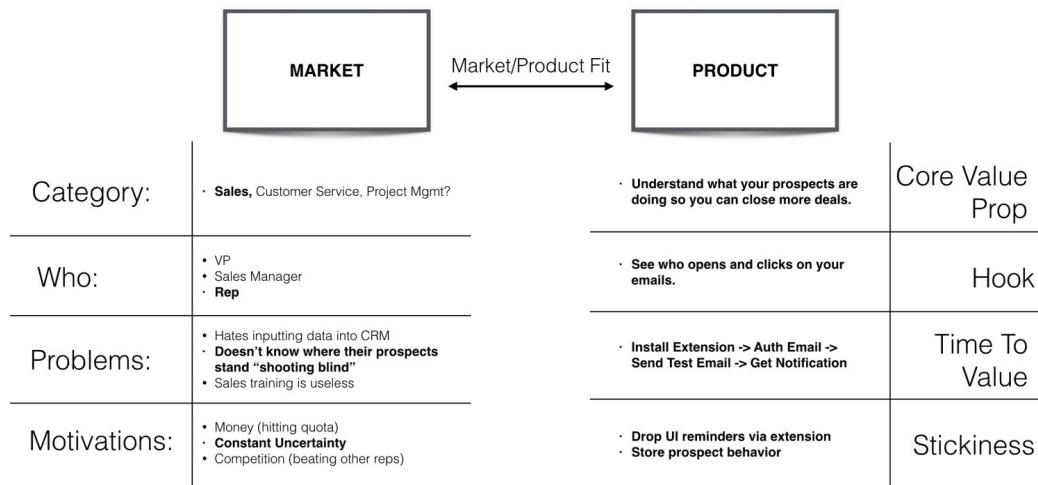 MARKET
Market/Product Fit
PRODUCT
Category:
· Sales, Customer Service, Project Mgmt?
Who:
• VP
• Sales Manager
• Rep
Problems:
• Hates inputting data into CRM
• Doesn’t know where their prospects
stand “shooting blind”
• Sales training is useless
Motivations:
• Money (hitting quota)
• Constant Uncertainty
• Competition (beating other reps)
· Understand what your prospects are
doing so you can close more deals.
Core Value
Prop
· See who opens and clicks on your
emails.
Hook
· Install Extension -> Auth Email ->
Send Test Email -> Get Notification
Time To
Value
· Drop UI reminders via extension
· Store prospect behavior
Stickiness